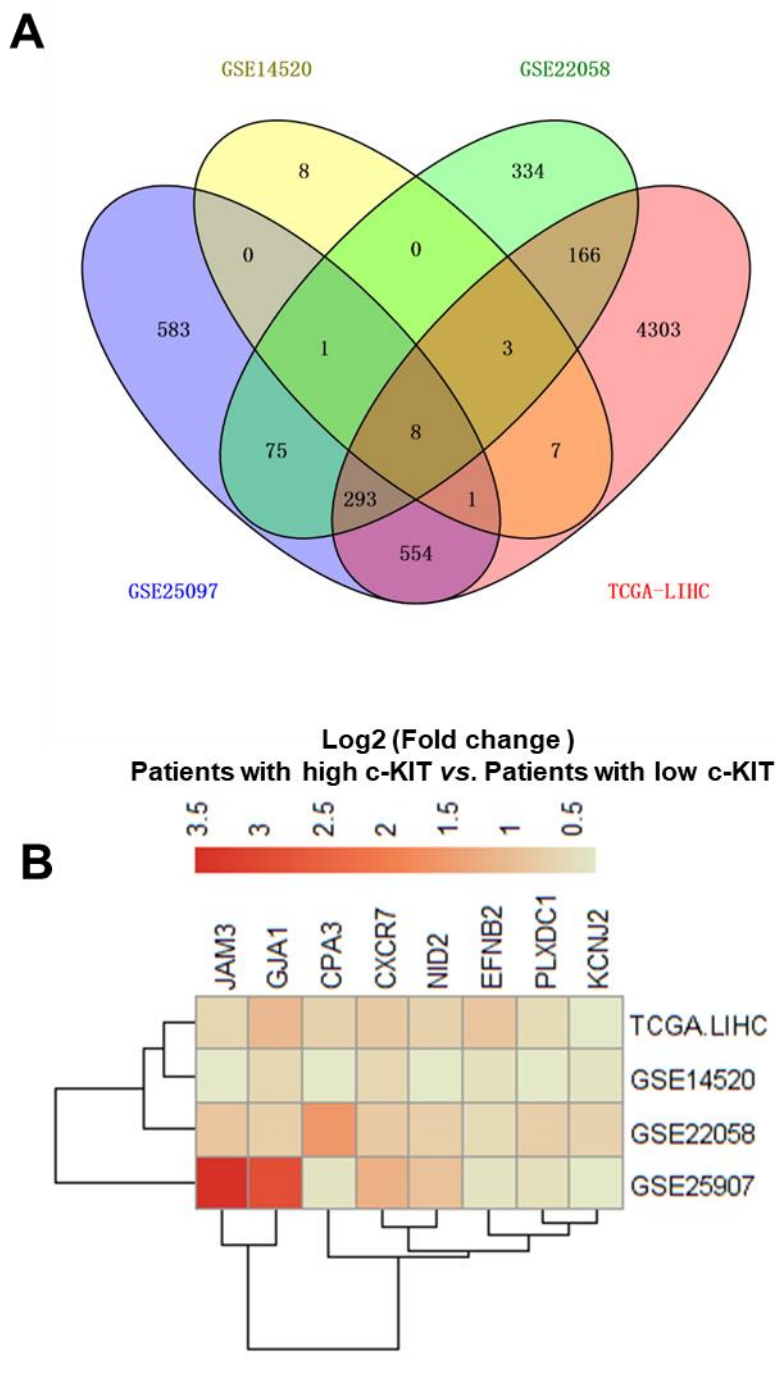 A
GSE14520 GSE22058
8 334
0 0 166
583 4303
1 3
8
75 7
293 1
554
GSE25097 TCGA-LIHC
Log2 (Fold change )
Patients with high c-KIT vs. Patients with low c-KIT
3.5 3 2.5 2 1.5 1 0.5
B
JAM3 GJA1 CPA3 CXCR7 NID2 EFNB2 PLXDC1 KCNJ2
TCGA.LIHC
GSE14520
GSE22058
GSE25907